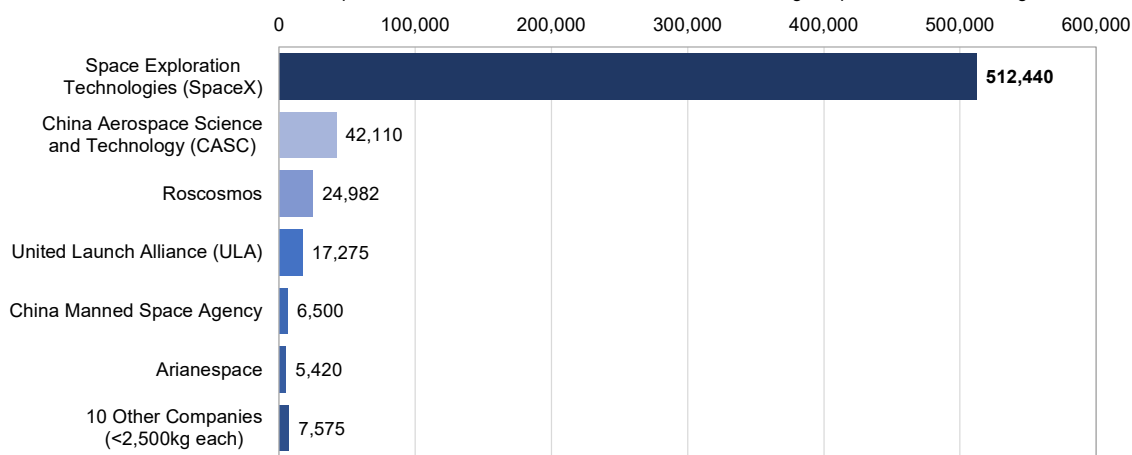 0 100,000 200,000 300,000 400,000 500,000 600,000
Space Exploration
Technologies (SpaceX)
512,440
China Aerospace Science
and Technology (CASC)
42,110
Roscosmos
24,982
United Launch Alliance (ULA)
17,275
China Manned Space Agency
6,500
Arianespace
5,420
10 Other Companies
(<2,500kg each)
7,575